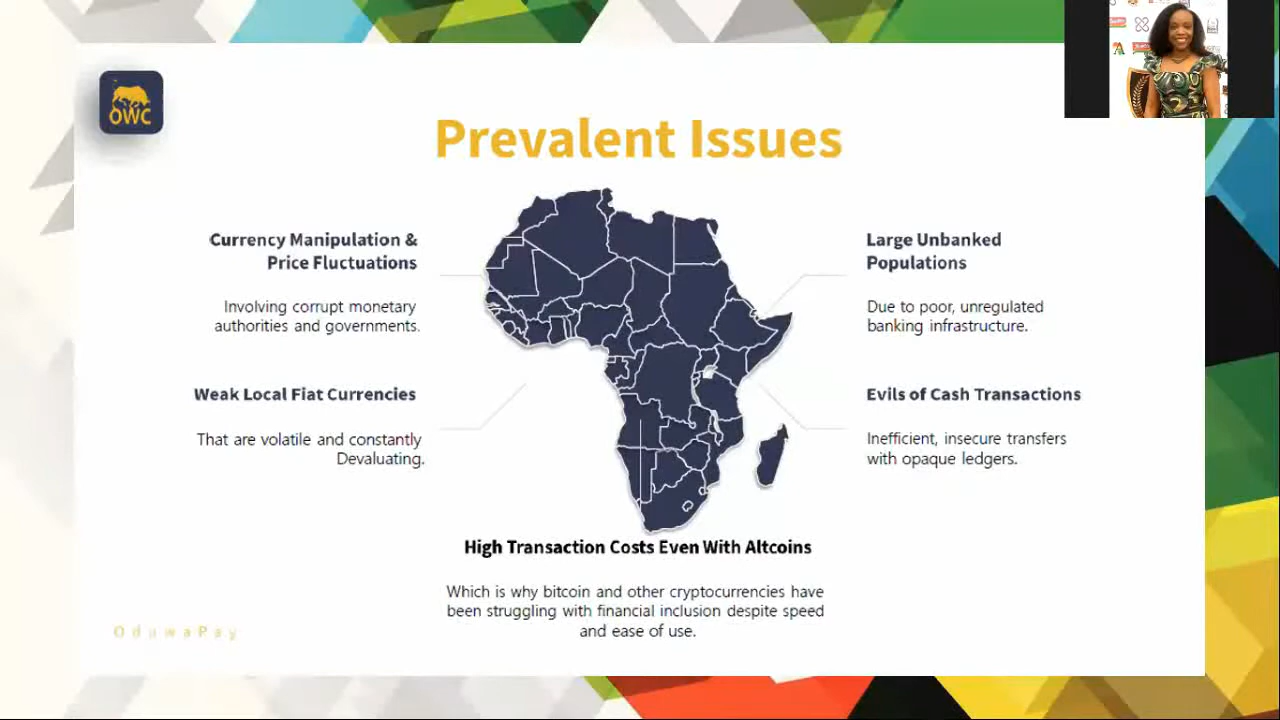 OWC
Prevalent Issues
Currency Manipulation &
Price Fluctuations
Involving corrupt monetary
authorities and governments.
Weak Local Fiat Currencies
That are volatile and constantly
Devaluating.
Large Unbanked
Populations
Due to poor, unregulated
banking infrastructure.
Evils of Cash Transactions
Inefficient, insecure transfers
with opaque ledgers.
High Transaction Costs Even With Altcoins
Which is why bitcoin and other cryptocurrencies have
been struggling with financial inclusion despite speed
and ease of use.
OduwaPay